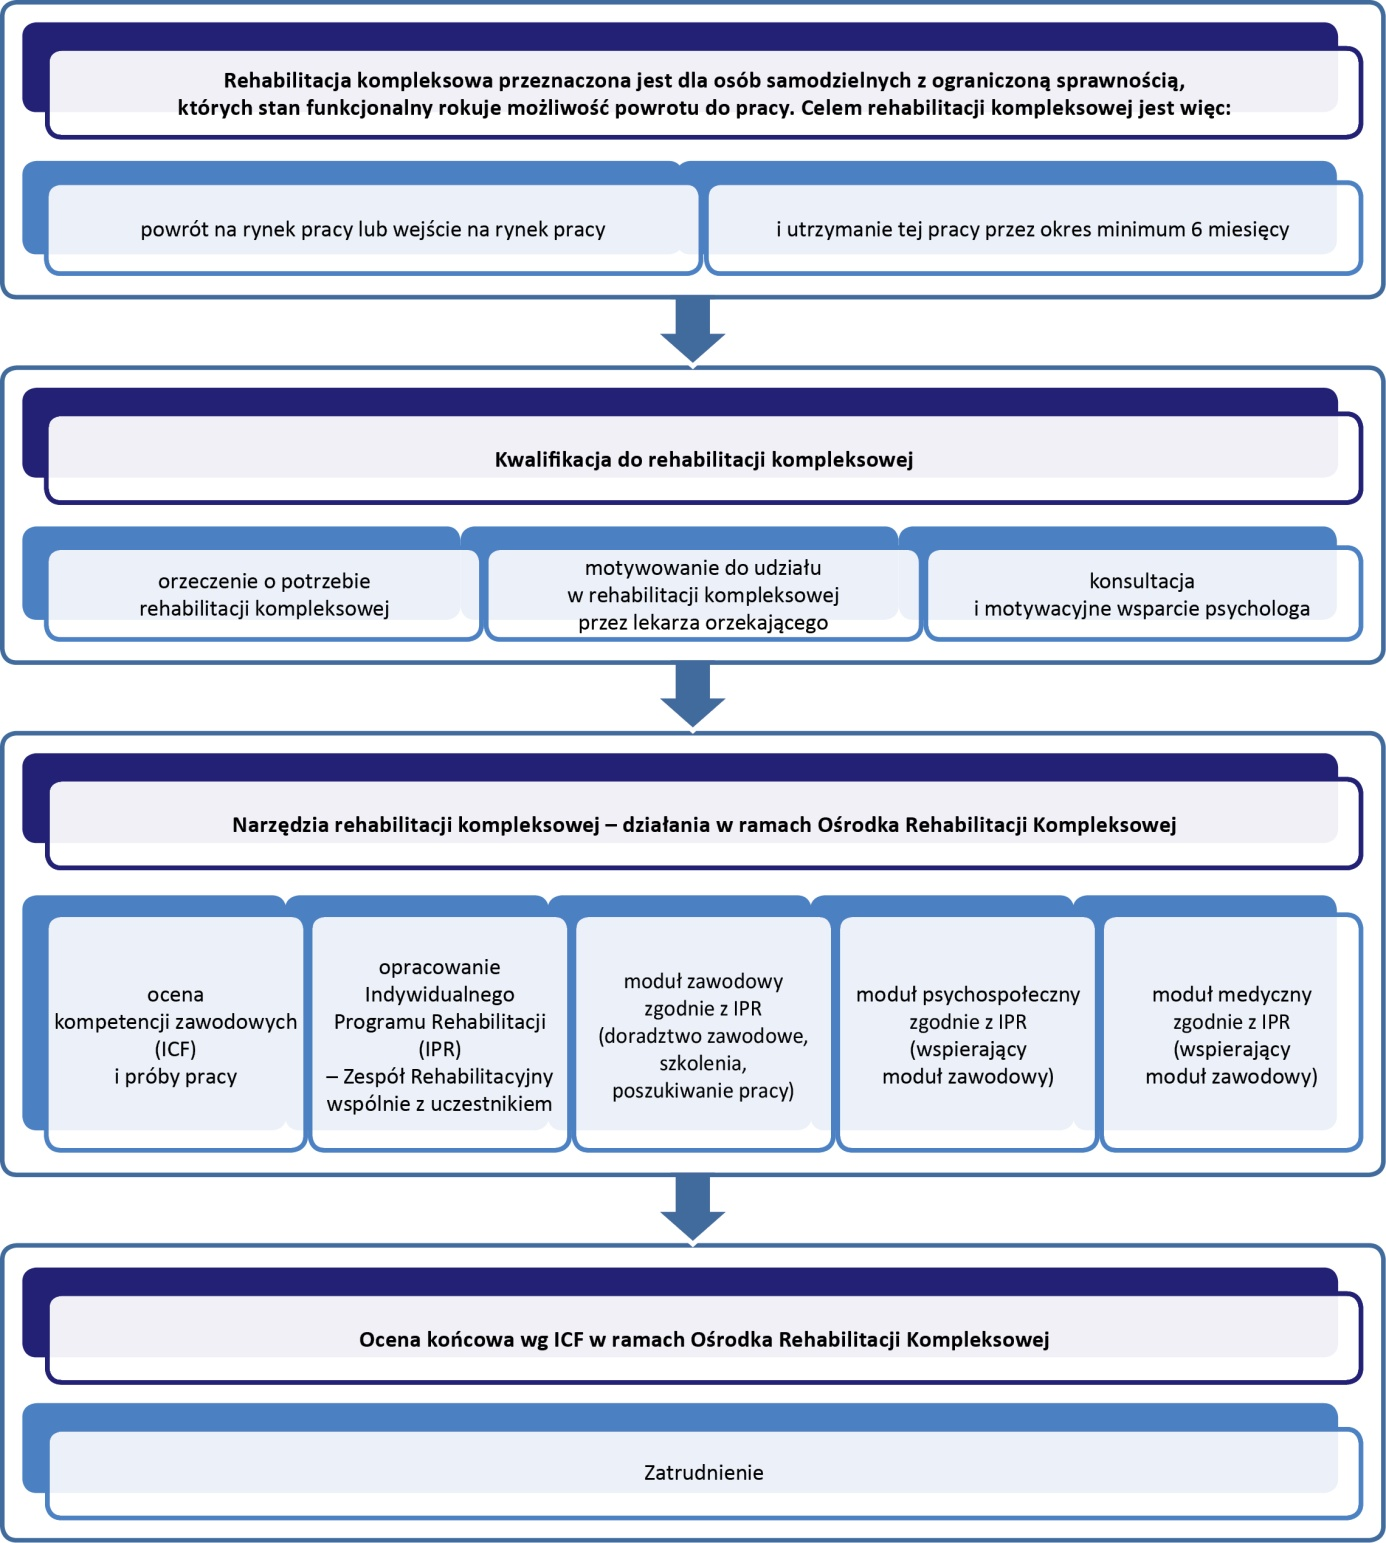 Rehabilitacja kompleksowa przeznaczona jest dla osób samodzielnych z ograniczoną sprawnością,
których stan funkcjonalny rokuje możliwość powrotu do pracy. Celem rehabilitacji kompleksowej jest więc:
powrót na rynek pracy lub wejście na rynek pracy
i utrzymanie tej pracy przez okres minimum 6 miesięcy
Kwalifikacja do rehabilitacji kompleksowej
orzeczenie o potrzebie
rehabilitacji kompleksowej
motywowanie do udziału
w rehabilitacji kompleksowej
przez lekarza orzekającego
konsultacja
i motywacyjne wsparcie psychologa
Narzędzia rehabilitacji kompleksowej – działania w ramach Ośrodka Rehabilitacji Kompleksowej
ocena
kompetencji zawodowych
(ICF)
i próby pracy
opracowanie
Indywidualnego
Programu Rehabilitacji
(IPR)
– Zespół Rehabilitacyjny
wspólnie z uczestnikiem
moduł zawodowy
zgodnie z IPR
(doradztwo zawodowe,
szkolenia,
poszukiwanie pracy)
moduł psychospołeczny
zgodnie z IPR
(wspierający
moduł zawodowy)
moduł medyczny
zgodnie z IPR
(wspierający
moduł zawodowy)
Ocena końcowa wg ICF w ramach Ośrodka Rehabilitacji Kompleksowej
Zatrudnienie